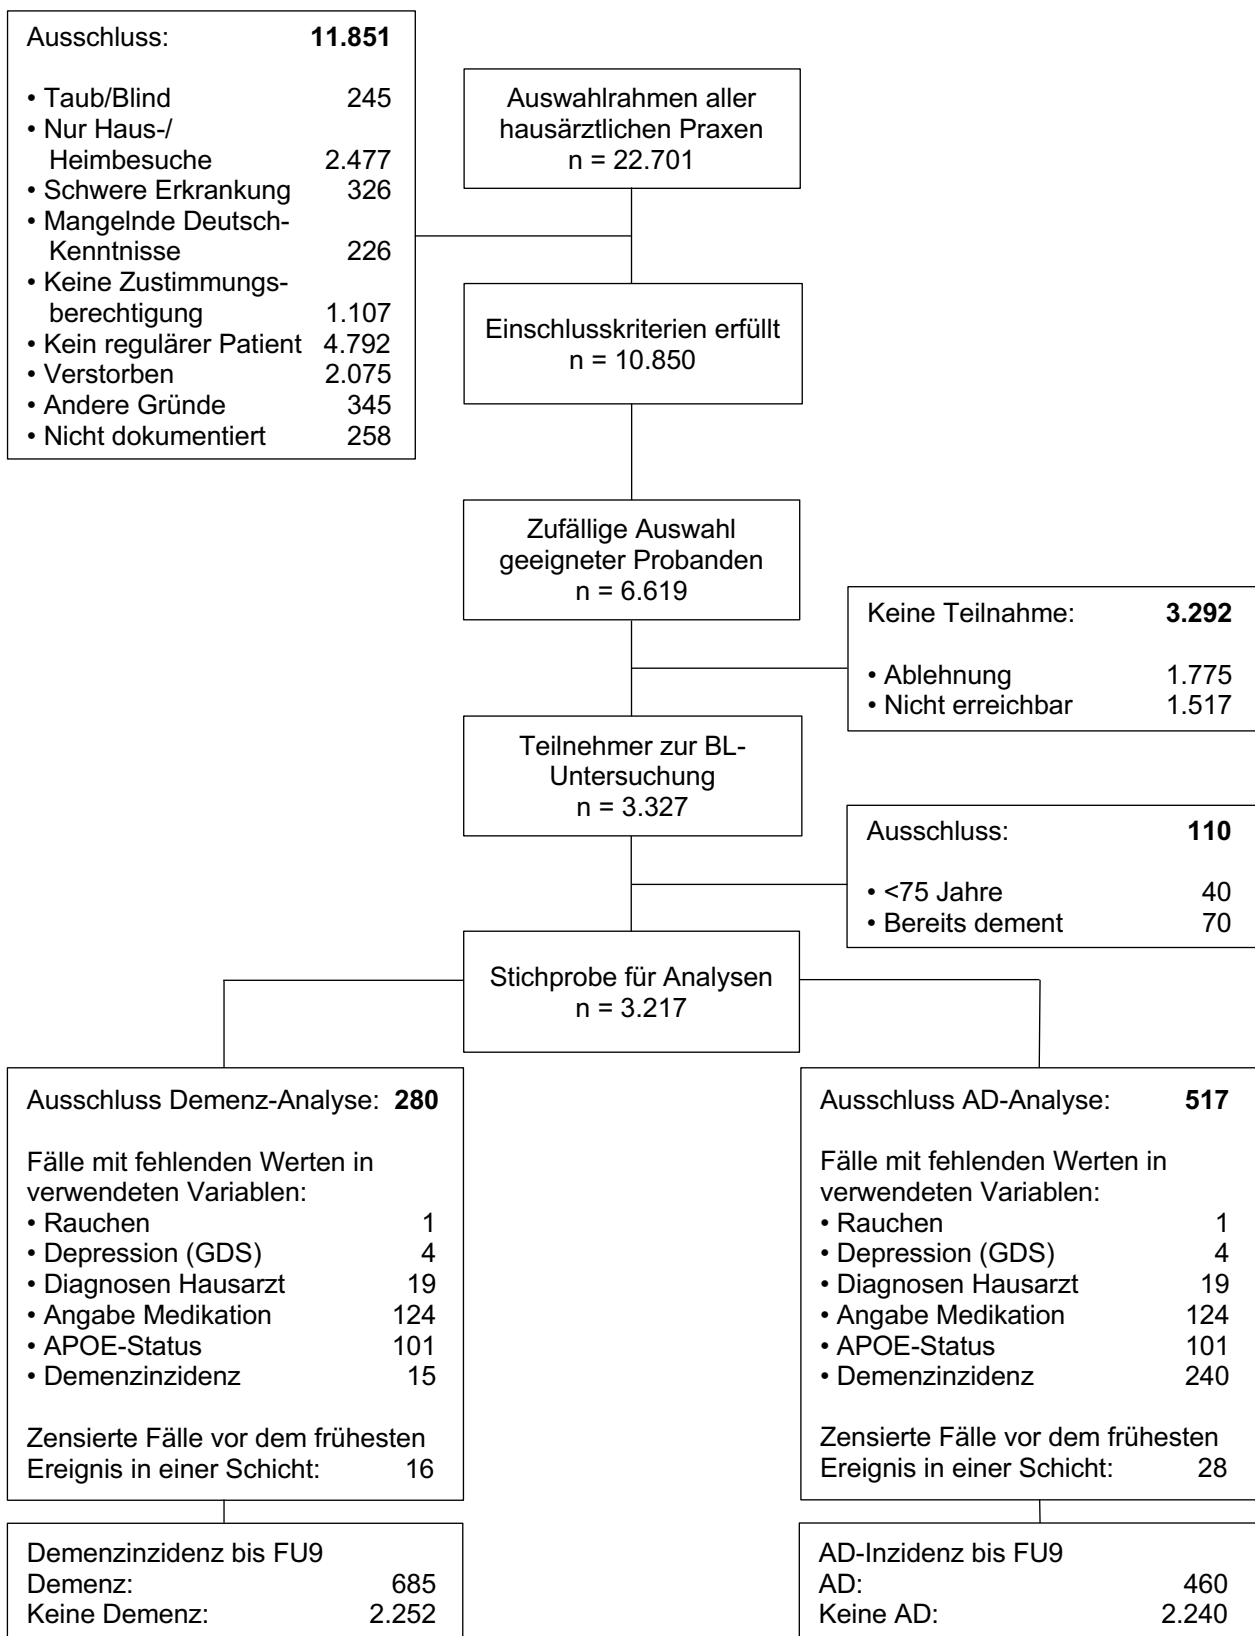 Ausschluss: 11.851
• Taub/Blind 245
• Nur Haus-/
Heimbesuche 2.477
• Schwere Erkrankung 326
• Mangelnde Deutsch-
Kenntnisse 226
• Keine Zustimmungs-
berechtigung 1.107
• Kein regulärer Patient 4.792
• Verstorben 2.075
• Andere Gründe 345
• Nicht dokumentiert 258
Auswahlrahmen aller
hausärztlichen Praxen
n = 22.701
Einschlusskriterien erfüllt
n = 10.850
Zufällige Auswahl
geeigneter Probanden
n = 6.619
Keine Teilnahme: 3.292
• Ablehnung 1.775
• Nicht erreichbar 1.517
Teilnehmer zur BL-
Untersuchung
n = 3.327
Ausschluss: 110
• <75 Jahre 40
• Bereits dement 70
Stichprobe für Analysen
n = 3.217
Ausschluss Demenz-Analyse: 280
Fälle mit fehlenden Werten in
verwendeten Variablen:
• Rauchen 1
• Depression (GDS) 4
• Diagnosen Hausarzt 19
• Angabe Medikation 124
• APOE-Status 101
• Demenzinzidenz 15
Zensierte Fälle vor dem frühesten
Ereignis in einer Schicht: 16
Ausschluss AD-Analyse: 517
Fälle mit fehlenden Werten in
verwendeten Variablen:
• Rauchen 1
• Depression (GDS) 4
• Diagnosen Hausarzt 19
• Angabe Medikation 124
• APOE-Status 101
• Demenzinzidenz 240
Zensierte Fälle vor dem frühesten
Ereignis in einer Schicht: 28
Demenzinzidenz bis FU9
Demenz: 685
Keine Demenz: 2.252
AD-Inzidenz bis FU9
AD: 460
Keine AD: 2.240